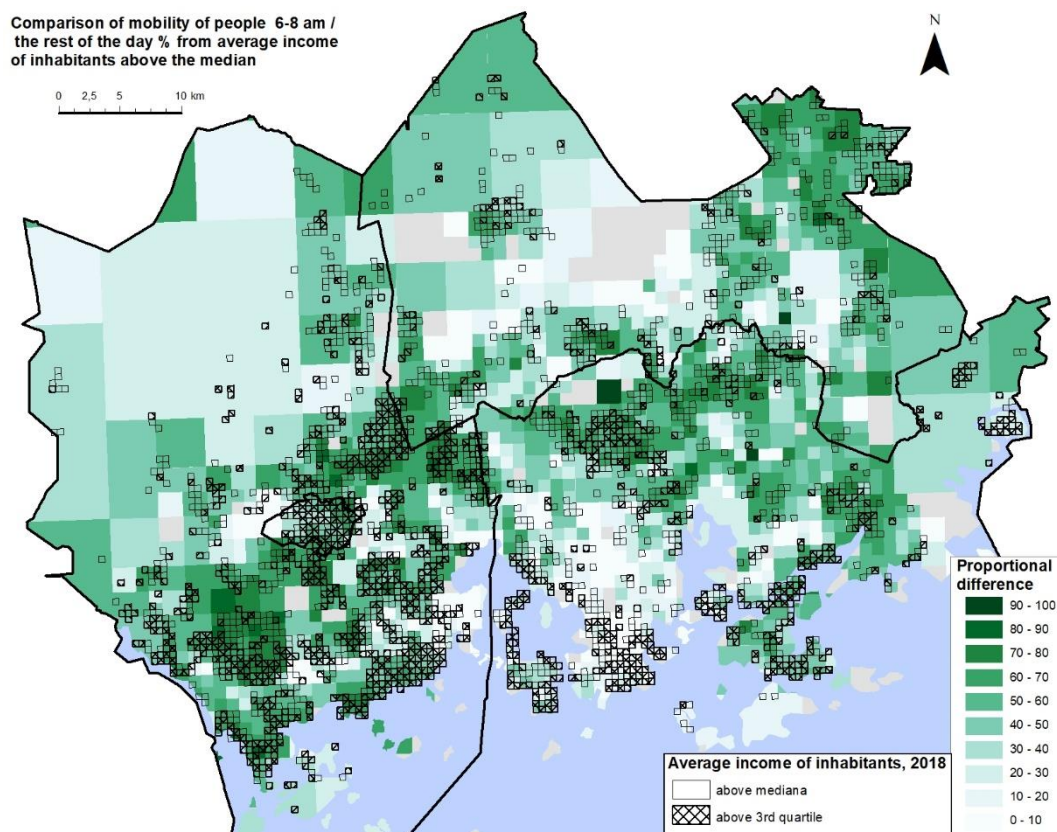 Comparison of mobility of people 6-8 am /
the rest of the day % from average income
of inhabitants above the median
0 2,5 5 10 km
N
Proportional
difference
90 - 100
80 - 90
70 - 80
60 - 70
50 - 60
40 - 50
30 - 40
20 - 30
10 - 20
0 - 10
Average income of inhabitants, 2018
above mediana
above 3rd quartile